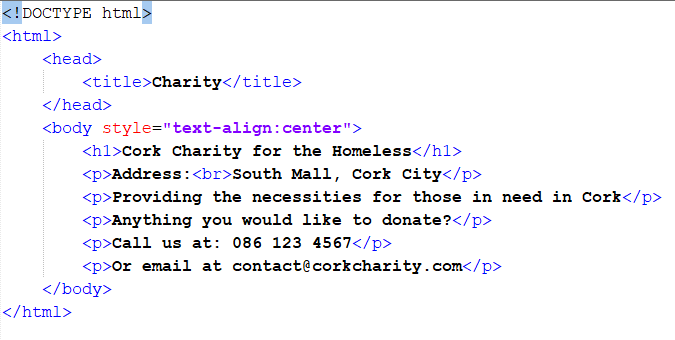 <!DOCTYPE html>
<html>
    <head>
        <title>Charity</title>
    </head>
    <body style="text-align:center">
        <h1>Cork Charity for the Homeless</h1>
        <p>Address:<br>South Mall, Cork City</p>
        <p>Providing the necessities for those in need in Cork</p>
        <p>Anything you would like to donate?</p>
        <p>Call us at: 086 123 4567</p>
        <p>Or email at contact@corkcharity.com</p>
    </body>
</html>